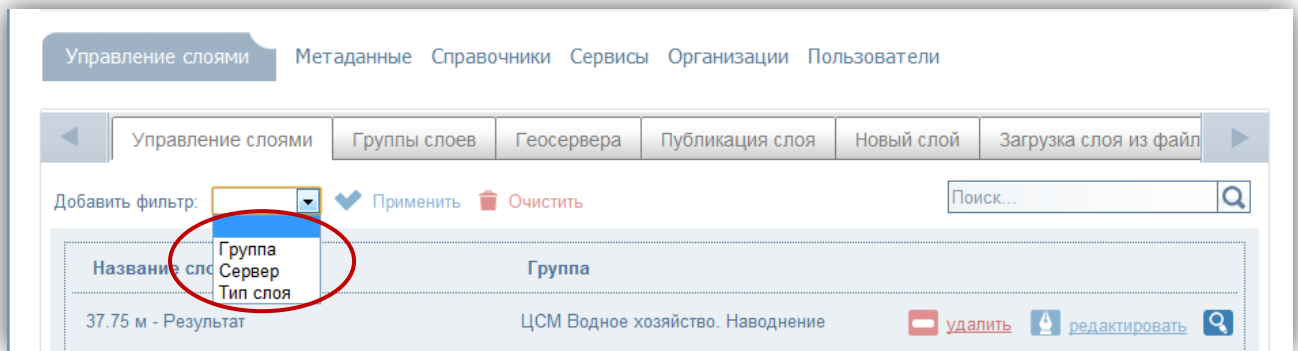 Управление слоями Метаданные Справочники Сервисы Организации Пользователи
Управление слоями Группы слоев Геосервера Публикация слоя Новый слой Загрузка слоя из файл
Добавить фильтр: Применить Очистить Поиск...
Группа
Сервер
Тип слоя
Название Группа
37.75 м - Результат ЦСМ Водное хозяйство. Наводнение удалить редактировать